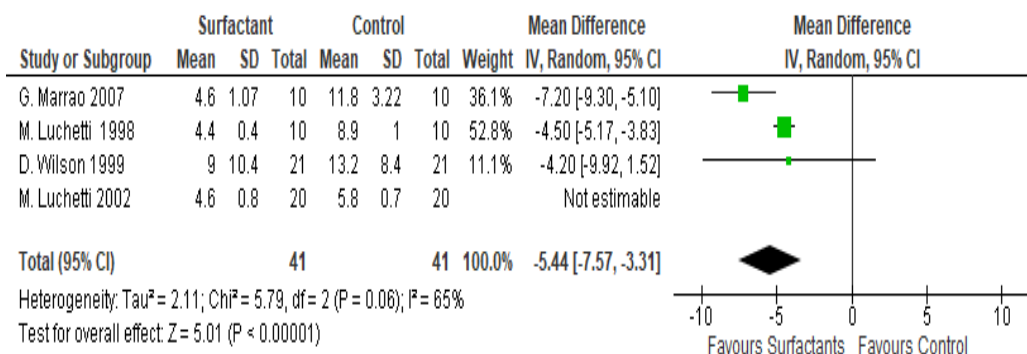 Surfactant Control Mean Difference Mean Difference
Study or Subgroup Mean SD Total Mean SD Total Weight IV, Random, 95% CI IV, Random, 95% CI
G. Marrao 2007 4.6 1.07 10 11.8 3.22 10 36.1% -7.20 [-9.30, -5.10]
M. Luchetti 1998 4.4 0.4 10 8.9 1 10 52.8% -4.50 [-5.17, -3.83]
D. Wilson 1999 9 10.4 21 13.2 8.4 21 11.1% -4.20 [-9.92, 1.52]
M. Luchetti 2002 4.6 0.8 20 5.8 0.7 20 Not estimable
Total (95% CI) 41 41 100.0% -5.44 [-7.57, -3.31]
Heterogeneity: Tau² = 2.11; Chi² = 5.79, df = 2 (P = 0.06); I² = 65%
Test for overall effect: Z = 5.01 (P < 0.00001)
-10 -5 0 5 10
Favours Surfactants Favours Control